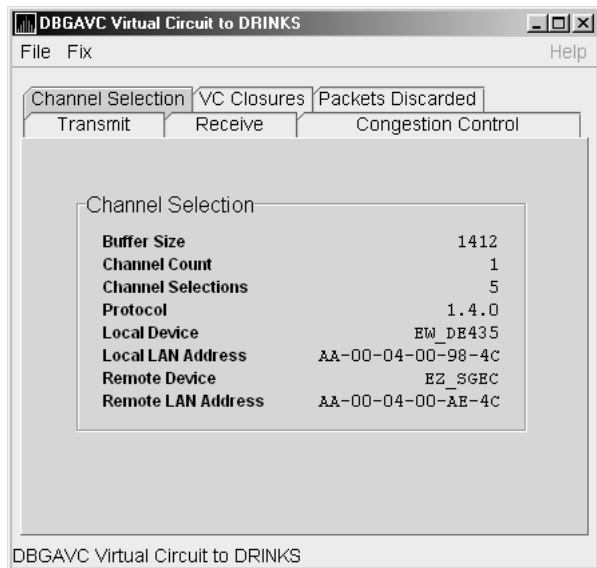 DBGAVC Virtual Circuit to DRINKS
File Fix Help
Channel Selection VC Closures Packets Discarded
Transmit Receive Congestion Control
Channel Selection
Buffer Size 1412
Channel Count 1
Channel Selections 5
Protocol 1.4.0
Local Device EW_DE435
Local LAN Address AA-00-04-00-98-4C
Remote Device EZ_SGEC
Remote LAN Address AA-00-04-00-AE-4C
DBGAVC Virtual Circuit to DRINKS